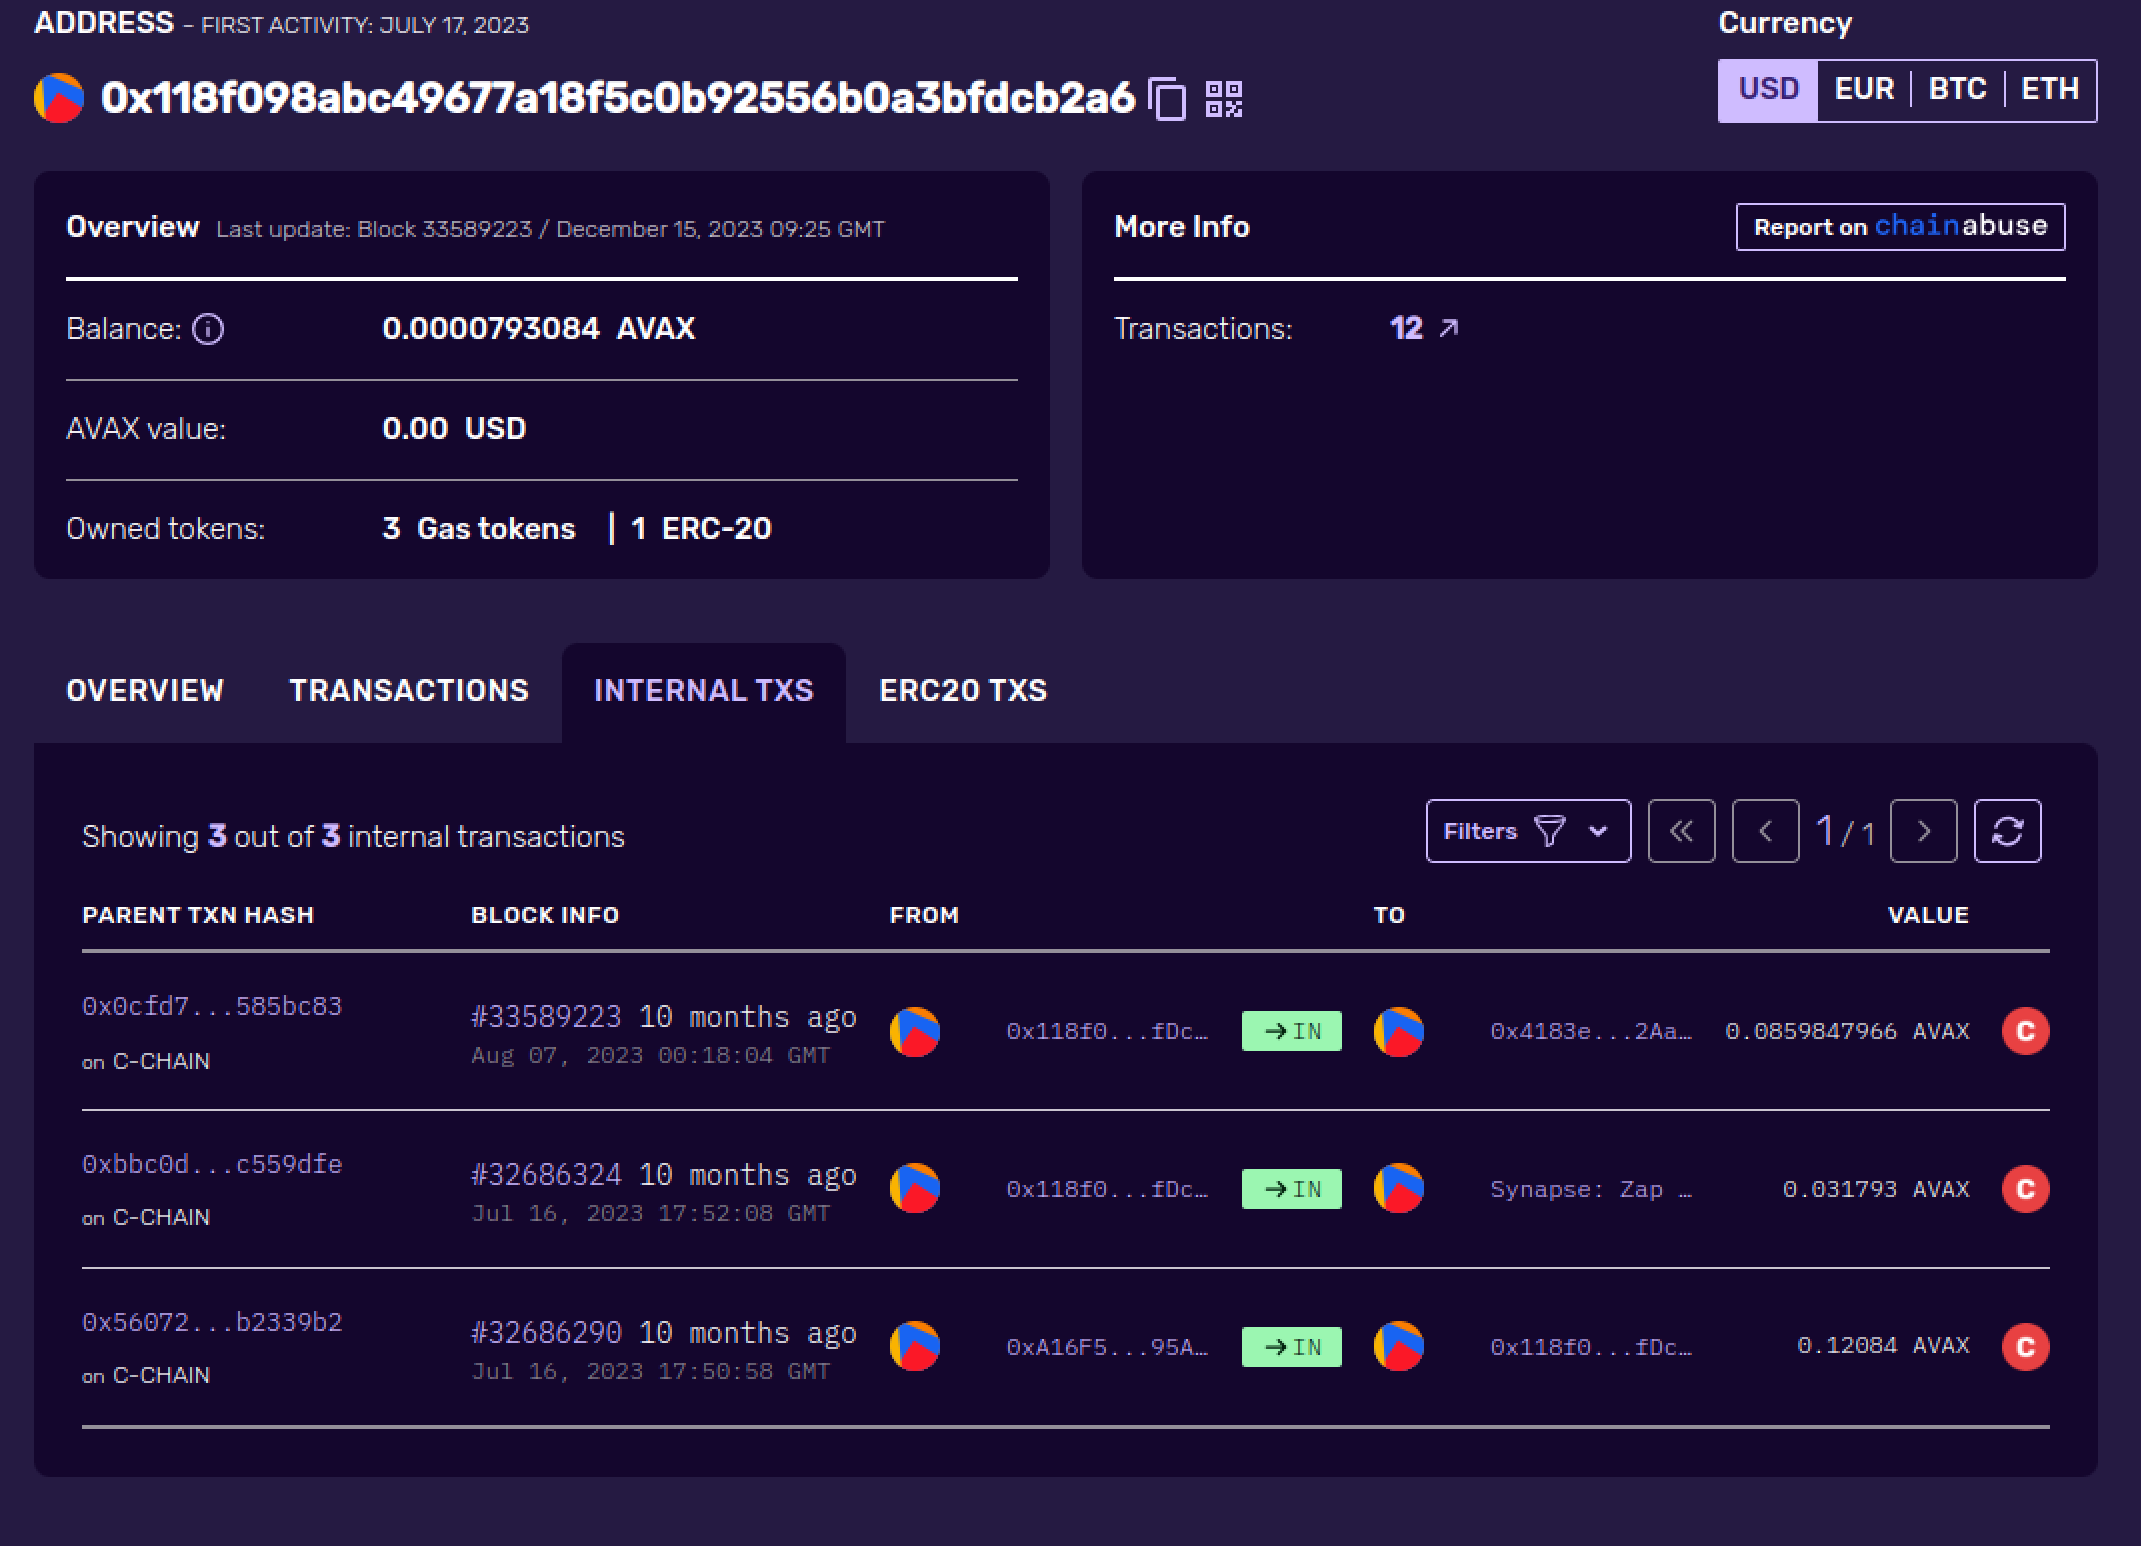 ADDRESS - FIRST ACTIVITY: JULY 17, 2023
Currency
0x118f098abc49677a18f5c0b92556b0a3bfdcb2a6
USD EUR BTC ETH
Overview Last update: Block 33589223 / December 15, 2023 09:25 GMT
Balance: 0.0000793084 AVAX
AVAX value: 0.00 USD
Owned tokens: 3 Gas tokens | 1 ERC-20
More Info
Report on chainabuse
Transactions: 12
OVERVIEW TRANSACTIONS INTERNAL TXS ERC20 TXS
Showing 3 out of 3 internal transactions
Filters 1 / 1
PARENT TXN HASH BLOCK INFO FROM TO VALUE
0x0cfd7...585bc83 #33589223 10 months ago 0x118f0...fDc… IN 0x4183e...2Aa… 0.0859847966 AVAX C
on C-CHAIN Aug 07, 2023 00:18:04 GMT
0xbbc0d...c559dfe #32686324 10 months ago 0x118f0...fDc… IN Synapse: Zap … 0.031793 AVAX C
on C-CHAIN Jul 16, 2023 17:52:08 GMT
0x56072...b2339b2 #32686290 10 months ago 0xA16F5...95A… IN 0x118f0...fDc… 0.12084 AVAX C
on C-CHAIN Jul 16, 2023 17:50:58 GMT